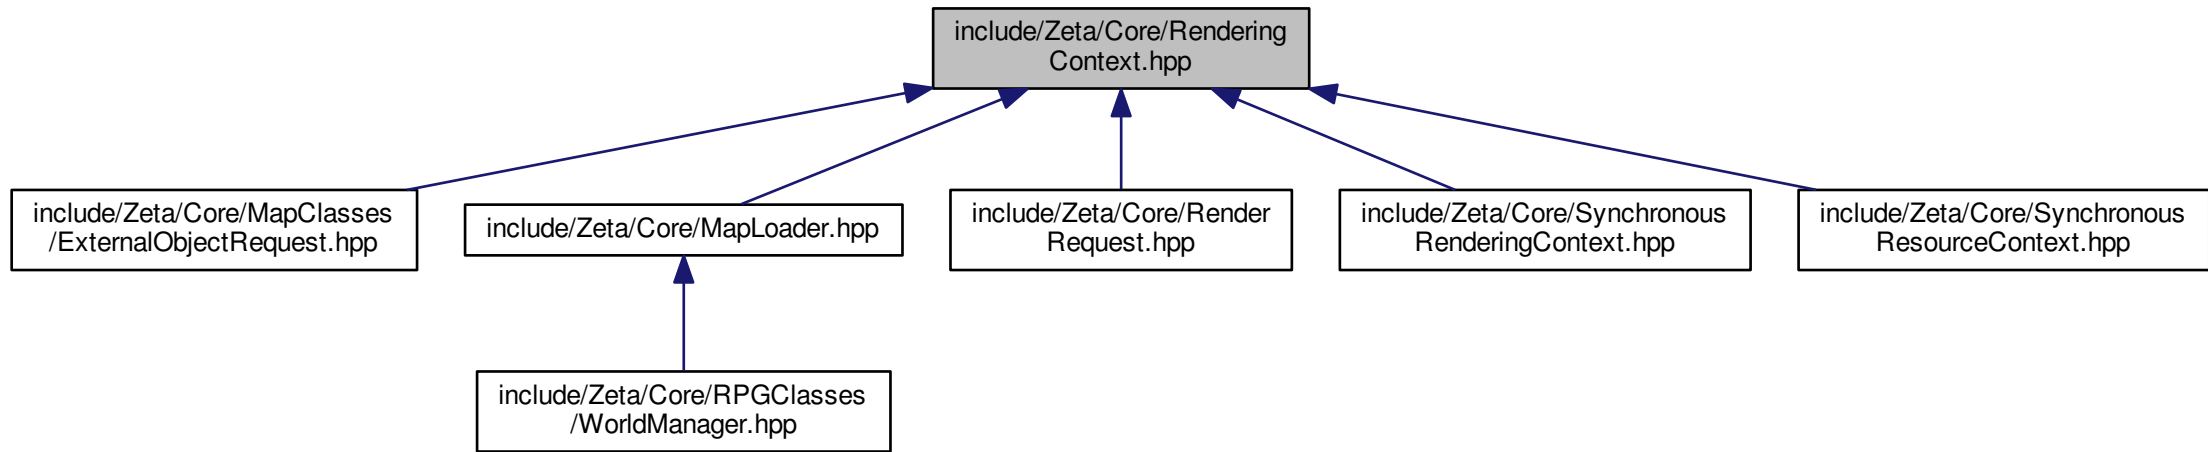 include/Zeta/Core/Rendering
Context.hpp
include/Zeta/Core/MapClasses
/ExternalObjectRequest.hpp
include/Zeta/Core/MapLoader.hpp
include/Zeta/Core/Render
Request.hpp
include/Zeta/Core/Synchronous
RenderingContext.hpp
include/Zeta/Core/Synchronous
ResourceContext.hpp
include/Zeta/Core/RPGClasses
/WorldManager.hpp